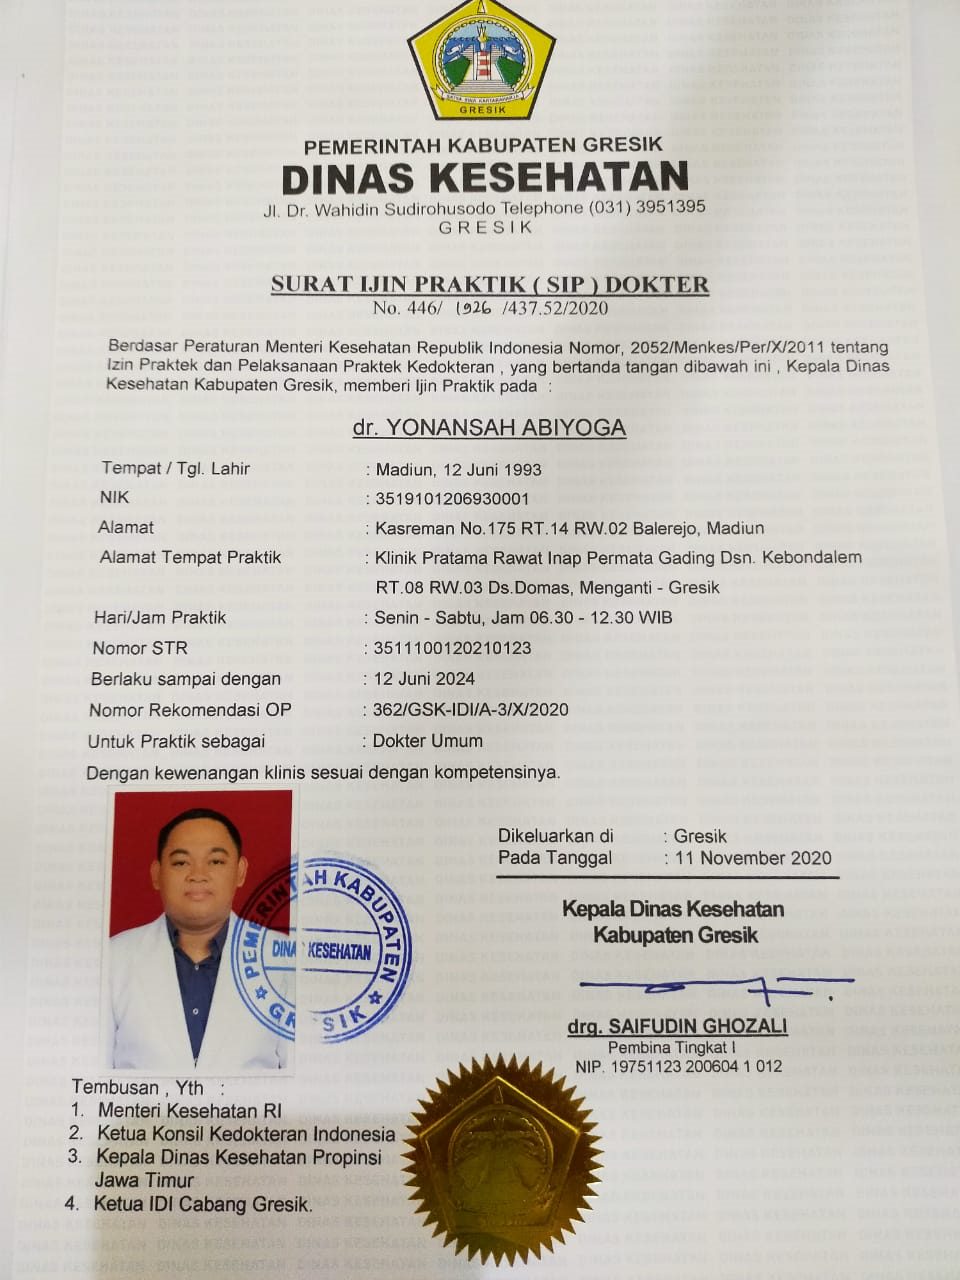 GRESIK
PEMERINTAH KABUPATEN GRESIK
DINAS KESEHATAN
Jl. Dr. Wahidin Sudirohusodo Telephone (031) 3951395
G R E S I K
SURAT IJIN PRAKTIK ( SIP ) DOKTER
No. 446/ 1926 /437.52/2020
Berdasar Peraturan Menteri Kesehatan Republik Indonesia Nomor, 2052/Menkes/Per/X/2011 tentang
Izin Praktek dan Pelaksanaan Praktek Kedokteran , yang bertanda tangan dibawah ini , Kepala Dinas
Kesehatan Kabupaten Gresik, memberi Ijin Praktik pada :
dr. YONANSAH ABIYOGA
Tempat / Tgl. Lahir : Madiun, 12 Juni 1993
NIK : 3519101206930001
Alamat : Kasreman No.175 RT.14 RW.02 Balerejo, Madiun
Alamat Tempat Praktik : Klinik Pratama Rawat Inap Permata Gading Dsn. Kebondalem
RT.08 RW.03 Ds.Domas, Menganti - Gresik
Hari/Jam Praktik : Senin - Sabtu, Jam 06.30 - 12.30 WIB
Nomor STR : 3511100120210123
Berlaku sampai dengan : 12 Juni 2024
Nomor Rekomendasi OP : 362/GSK-IDI/A-3/X/2020
Untuk Praktik sebagai : Dokter Umum
Dengan kewenangan klinis sesuai dengan kompetensinya.
Dikeluarkan di : Gresik
Pada Tanggal : 11 November 2020
Kepala Dinas Kesehatan
Kabupaten Gresik
PEMERINTAH KABUPATEN
DINAS KESEHATAN
GRESIK
drg. SAIFUDIN GHOZALI
Pembina Tingkat I
NIP. 19751123 200604 1 012
Tembusan , Yth :
1. Menteri Kesehatan RI
2. Ketua Konsil Kedokteran Indonesia
3. Kepala Dinas Kesehatan Propinsi
Jawa Timur
4. Ketua IDI Cabang Gresik.